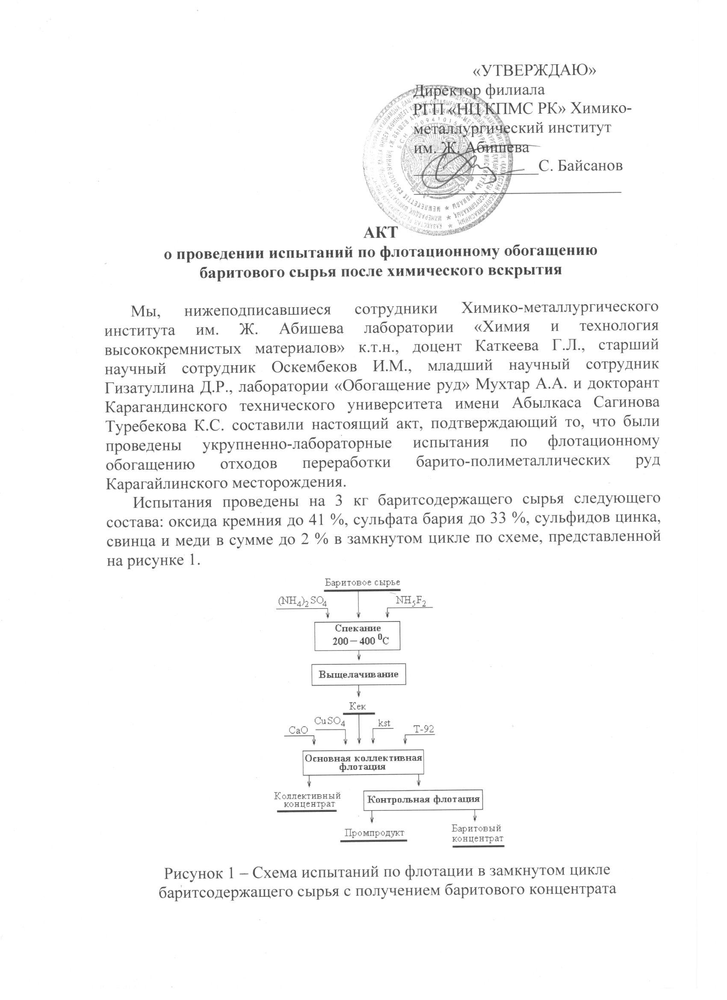 «УТВЕРЖДАЮ»
Директор филиала
РГП «НЦ КПМС РК» Химико-
металлургический институт
им. Ж. Абишева
С. Байсанов
АКТ
о проведении испытаний по флотационному обогащению
баритового сырья после химического вскрытия
Мы, нижеподписавшиеся сотрудники Химико-металлургического
института им. Ж. Абишева лаборатории «Химия и технология
высококремнистых материалов» к.т.н., доцент Каткеева Г.Л., старший
научный сотрудник Оскембеков И.М., младший научный сотрудник
Гизатуллина Д.Р., лаборатории «Обогащение руд» Мухтар А.А. и докторант
Карагандинского технического университета имени Абылкаса Сагинова
Туребекова К.С. составили настоящий акт, подтверждающий то, что были
проведены укрупненно-лабораторные испытания по флотационному
обогащению отходов переработки барито-полиметаллических руд
Карагайлинского месторождения.
Испытания проведены на 3 кг баритсодержащего сырья следующего
состава: оксида кремния до 41 %, сульфата бария до 33 %, сульфидов цинка,
свинца и меди в сумме до 2 % в замкнутом цикле по схеме, представленной
на рисунке 1.
Баритовое сырье
(NH4)2SO4
NH5F2
Спекание
200 – 400 ⁰C
Выщелачивание
Кек
CaO
CuSO4
kst
T-92
Основная коллективная
флотация
Коллективный
концентрат
Контрольная флотация
Промпродукт
Баритовый
концентрат
Рисунок 1 – Схема испытаний по флотации в замкнутом цикле
баритсодержащего сырья с получением баритового концентрата